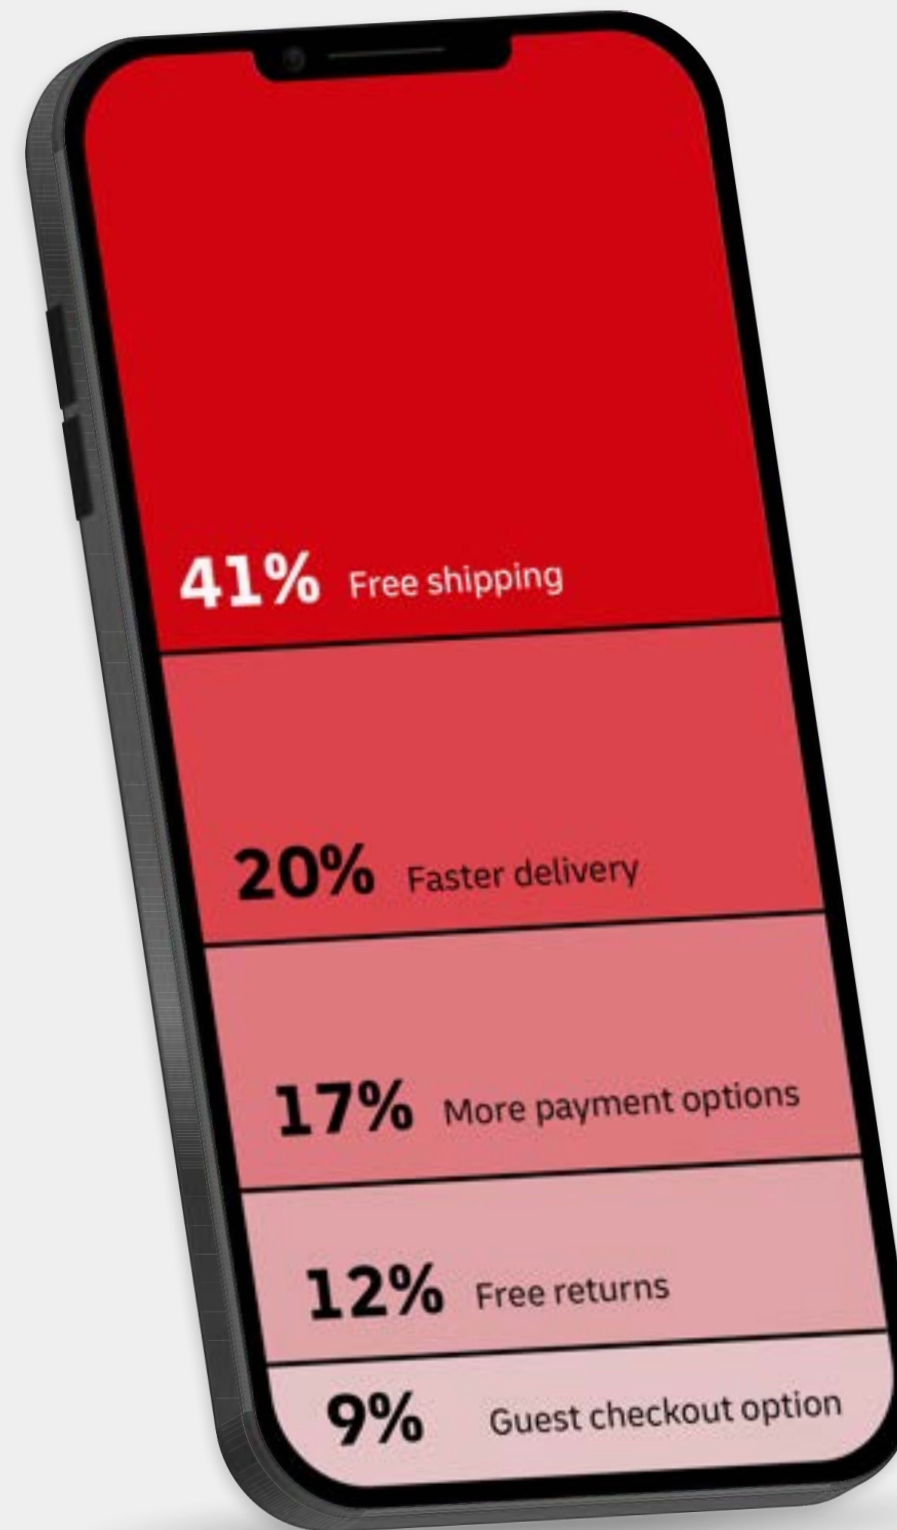 41% Free shipping
20% Faster delivery
17% More payment options
12% Free returns
9% Guest checkout option